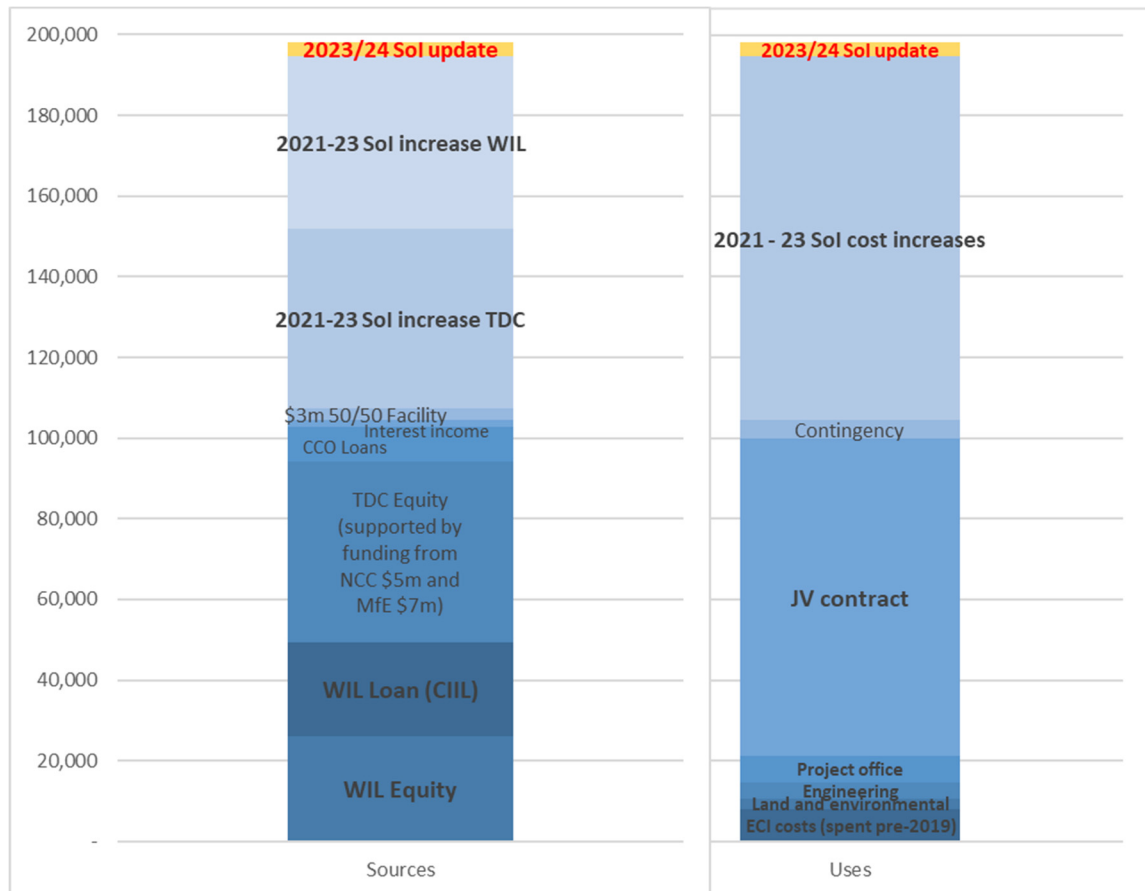 200,000
180,000
160,000
140,000
120,000
100,000
80,000
60,000
40,000
20,000
-
2023/24 SoI update
2021-23 SoI increase WIL
2021-23 SoI increase TDC
$3m 50/50 Facility
Interest income
CCO Loans
TDC Equity
(supported by
funding from
NCC $5m and
MfE $7m)
WIL Loan (CIIL)
WIL Equity
Sources
2023/24 SoI update
2021 - 23 SoI cost increases
Contingency
JV contract
Project office
Engineering
Land and environmental
ECI costs (spent pre-2019)
Uses